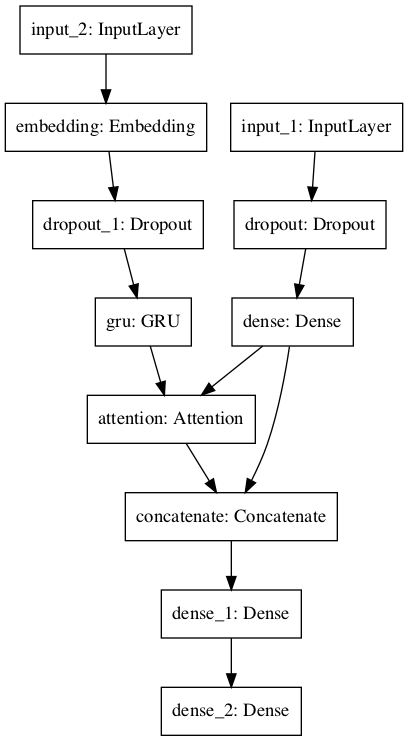 input_2: InputLayer
embedding: Embedding
input_1: InputLayer
dropout_1: Dropout
dropout: Dropout
gru: GRU
dense: Dense
attention: Attention
concatenate: Concatenate
dense_1: Dense
dense_2: Dense